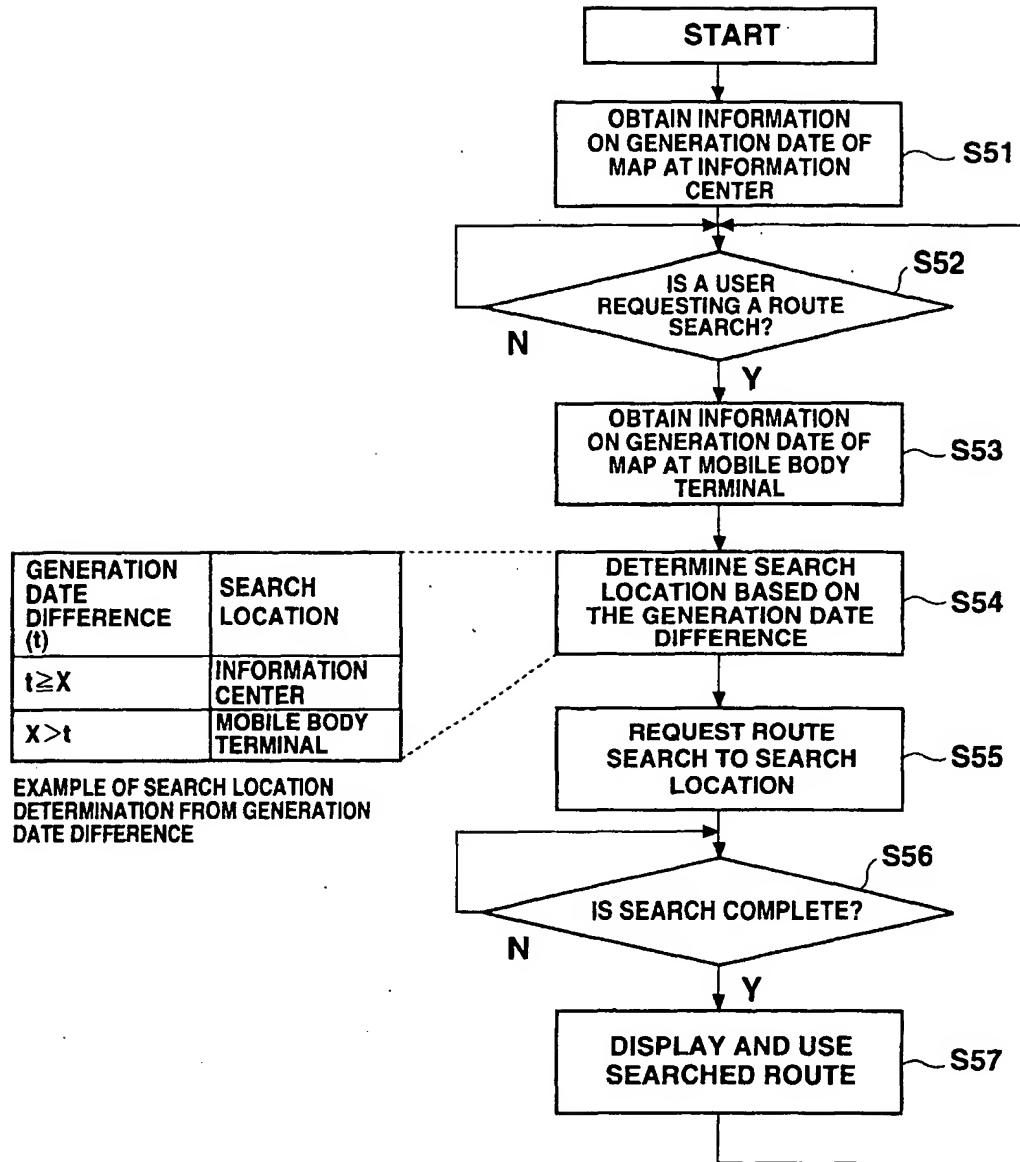 START
OBTAIN INFORMATION
ON GENERATION DATE OF
MAP AT INFORMATION
CENTER
S51
IS A USER
REQUESTING A ROUTE
SEARCH?
S52
N
Y
OBTAIN INFORMATION
ON GENERATION DATE OF
MAP AT MOBILE BODY
TERMINAL
S53
DETERMINE SEARCH
LOCATION BASED ON
THE GENERATION DATE
DIFFERENCE
S54
GENERATION
DATE
DIFFERENCE
(t)
SEARCH
LOCATION
t≧X
INFORMATION
CENTER
X>t
MOBILE BODY
TERMINAL
EXAMPLE OF SEARCH LOCATION
DETERMINATION FROM GENERATION
DATE DIFFERENCE
REQUEST ROUTE
SEARCH TO SEARCH
LOCATION
S55
IS SEARCH COMPLETE?
S56
N
Y
DISPLAY AND USE
SEARCHED ROUTE
S57